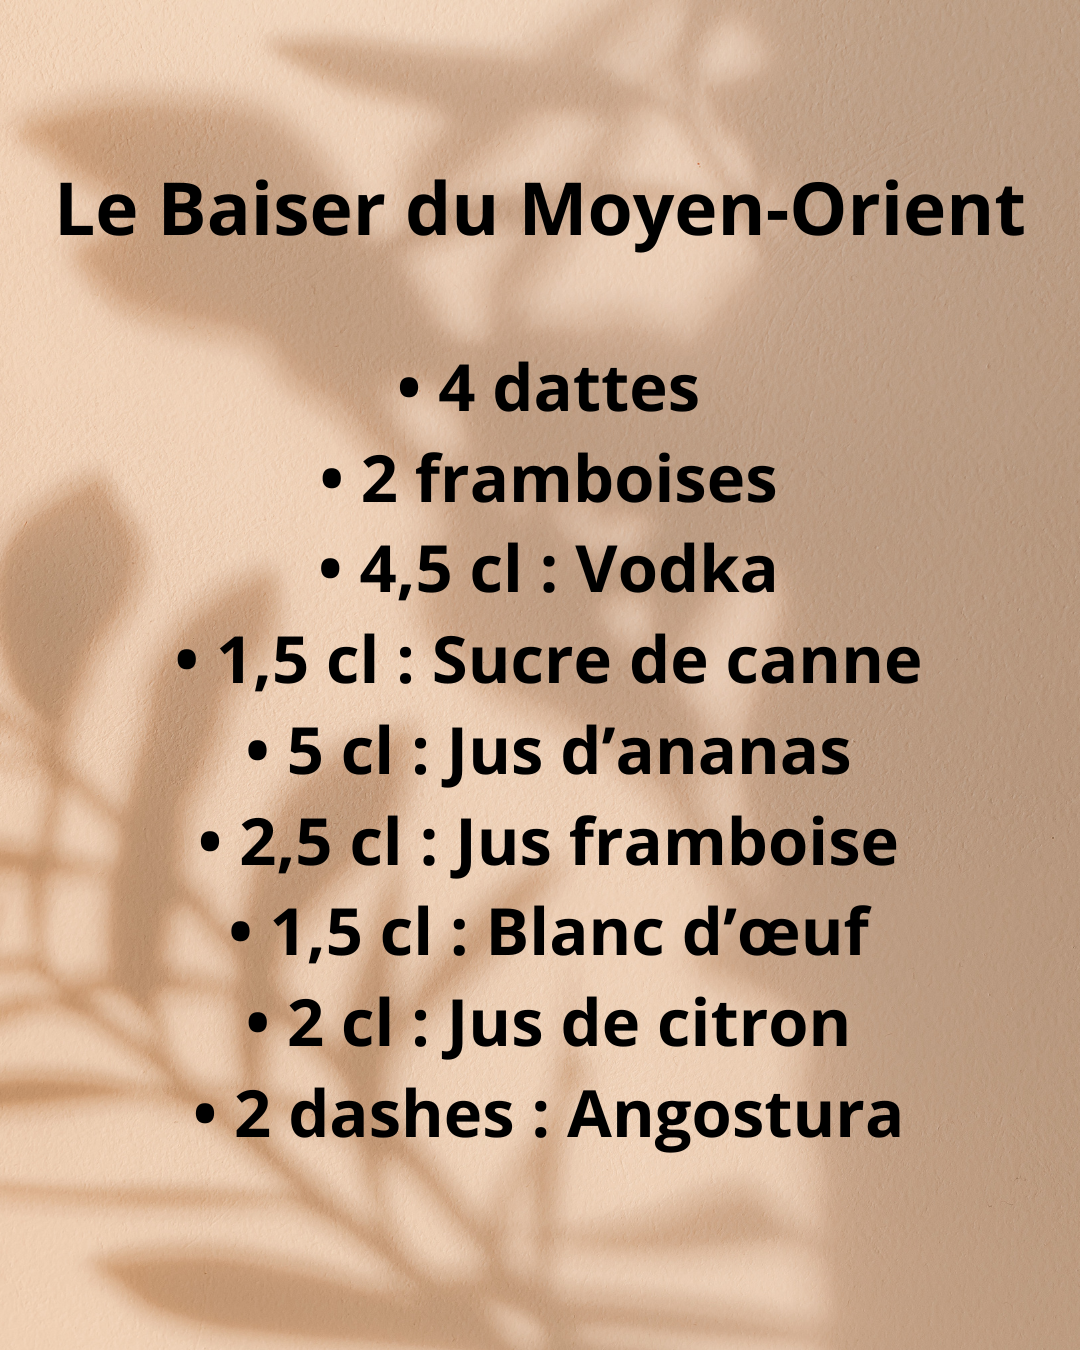 Le Baiser du Moyen-Orient
• 4 dattes
• 2 framboises
• 4,5 cl : Vodka
• 1,5 cl : Sucre de canne
• 5 cl : Jus d’ananas
• 2,5 cl : Jus framboise
• 1,5 cl : Blanc d’œuf
• 2 cl : Jus de citron
• 2 dashes : Angostura